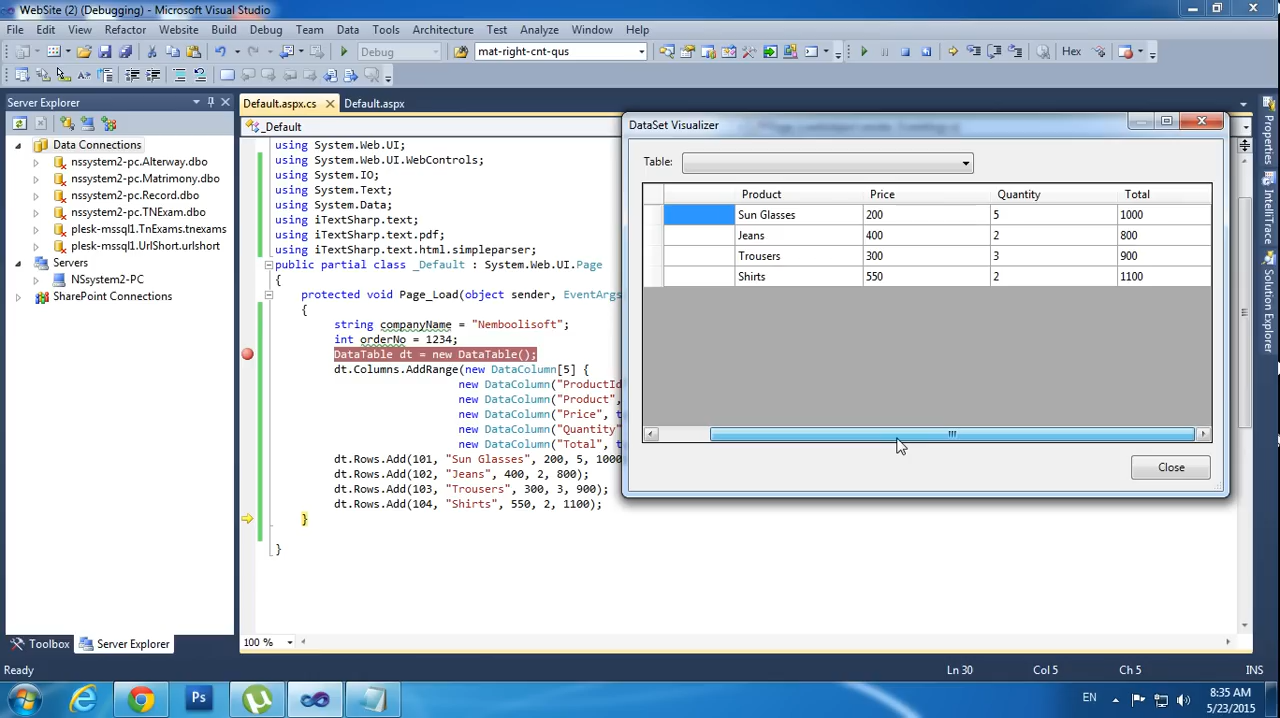 WebSite (2) (Debugging) - Microsoft Visual Studio
File Edit View Refactor Website Build Debug Team Data Tools Architecture Test Analyze Window Help
Debug mat-right-cnt-qus Hex
Server Explorer
Data Connections
nssystem2-pc.Alterway.dbo
nssystem2-pc.Matrimony.dbo
nssystem2-pc.Record.dbo
nssystem2-pc.TNExam.dbo
plesk-mssql1.TnExams.tnexams
plesk-mssql1.UrlShort.urlshort
Servers
NSsystem2-PC
SharePoint Connections
Toolbox Server Explorer
Default.aspx.cs Default.aspx
_Default
using System.Web.UI;
using System.Web.UI.WebControls;
using System.IO;
using System.Text;
using System.Data;
using iTextSharp.text;
using iTextSharp.text.pdf;
using iTextSharp.text.html.simpleparser;
public partial class _Default : System.Web.UI.Page
{
protected void Page_Load(object sender, EventArgs
{
string companyName = "Nemboolisoft";
int orderNo = 1234;
DataTable dt = new DataTable();
dt.Columns.AddRange(new DataColumn[5] {
new DataColumn("ProductId
new DataColumn("Product",
new DataColumn("Price", t
new DataColumn("Quantity"
new DataColumn("Total", t
dt.Rows.Add(101, "Sun Glasses", 200, 5, 1000
dt.Rows.Add(102, "Jeans", 400, 2, 800);
dt.Rows.Add(103, "Trousers", 300, 3, 900);
dt.Rows.Add(104, "Shirts", 550, 2, 1100);
}
}
100 %
DataSet Visualizer
Table:
Product Price Quantity Total
Sun Glasses 200 5 1000
Jeans 400 2 800
Trousers 300 3 900
Shirts 550 2 1100
Close
Properties
IntelliTrace
Solution Explorer
Ready Ln 30 Col 5 Ch 5 INS
Ps EN 8:35 AM
5/23/2015